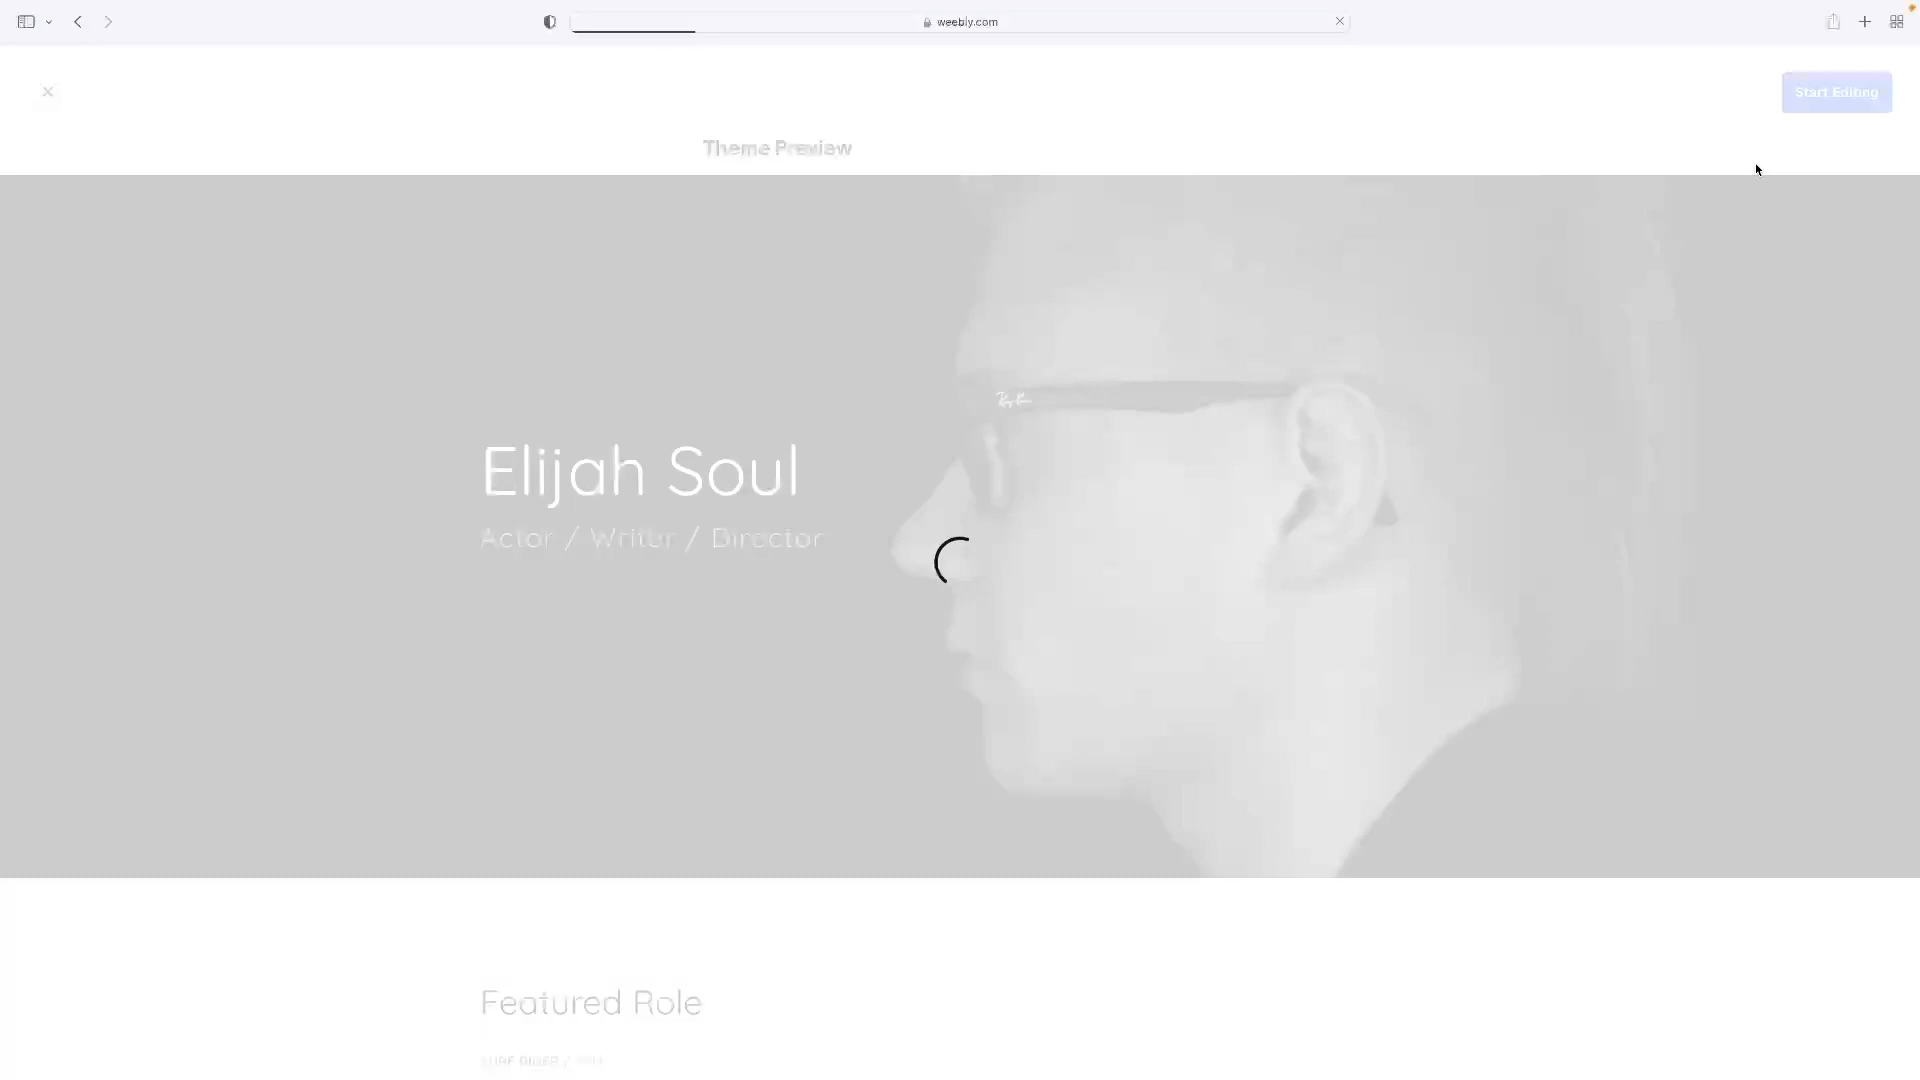 weebly.com
Start Editing
Theme Preview
Elijah Soul
Actor / Writer / Director
Featured Role